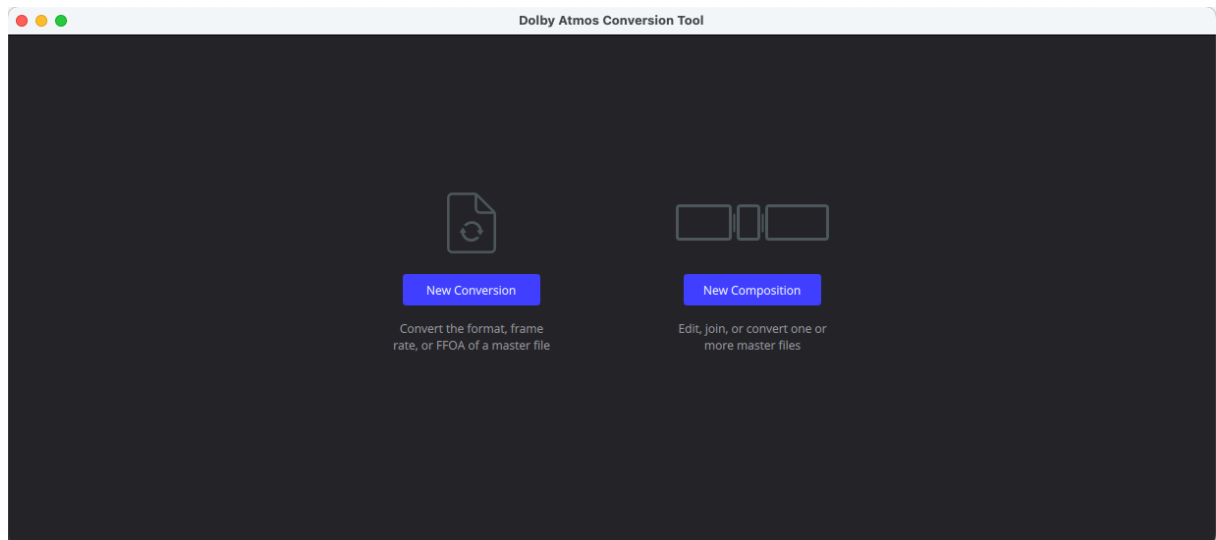 Dolby Atmos Conversion Tool
New Conversion
Convert the format, frame
rate, or FFOA of a master file
New Composition
Edit, join, or convert one or
more master files